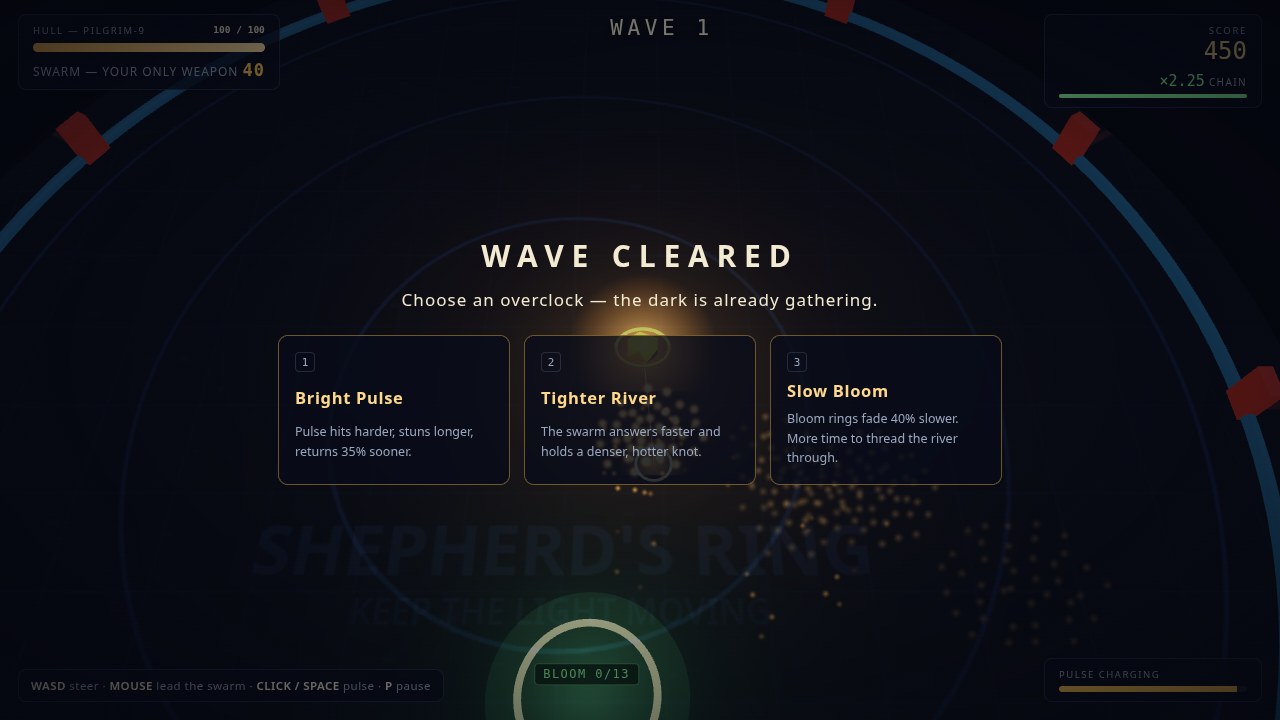 HULL — PILGRIM-9 100 / 100
SWARM — YOUR ONLY WEAPON 40
WAVE 1
SCORE
450
×2.25 CHAIN
WAVE CLEARED
Choose an overclock — the dark is already gathering.
1
Bright Pulse
Pulse hits harder, stuns longer,
returns 35% sooner.
2
Tighter River
The swarm answers faster and
holds a denser, hotter knot.
3
Slow Bloom
Bloom rings fade 40% slower.
More time to thread the river
through.
SHEPHERD'S RING
KEEP THE LIGHT MOVING
BLOOM 0/13
WASD steer · MOUSE lead the swarm · CLICK / SPACE pulse · P pause
PULSE CHARGING